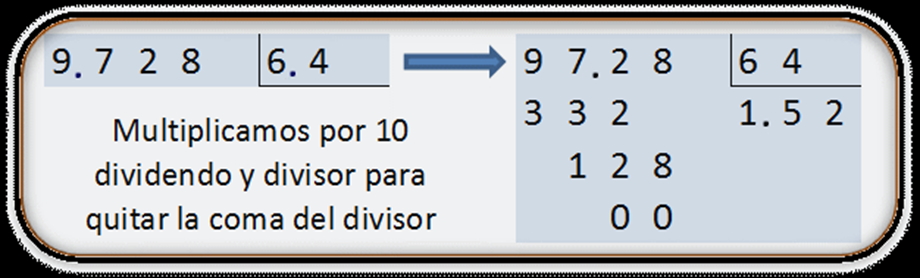 9.7 2 8 6.4 9 7.2 8 6 4
3 3 2 1.5 2
Multiplicamos por 10
dividendo y divisor para
quitar la coma del divisor
1 2 8
0 0